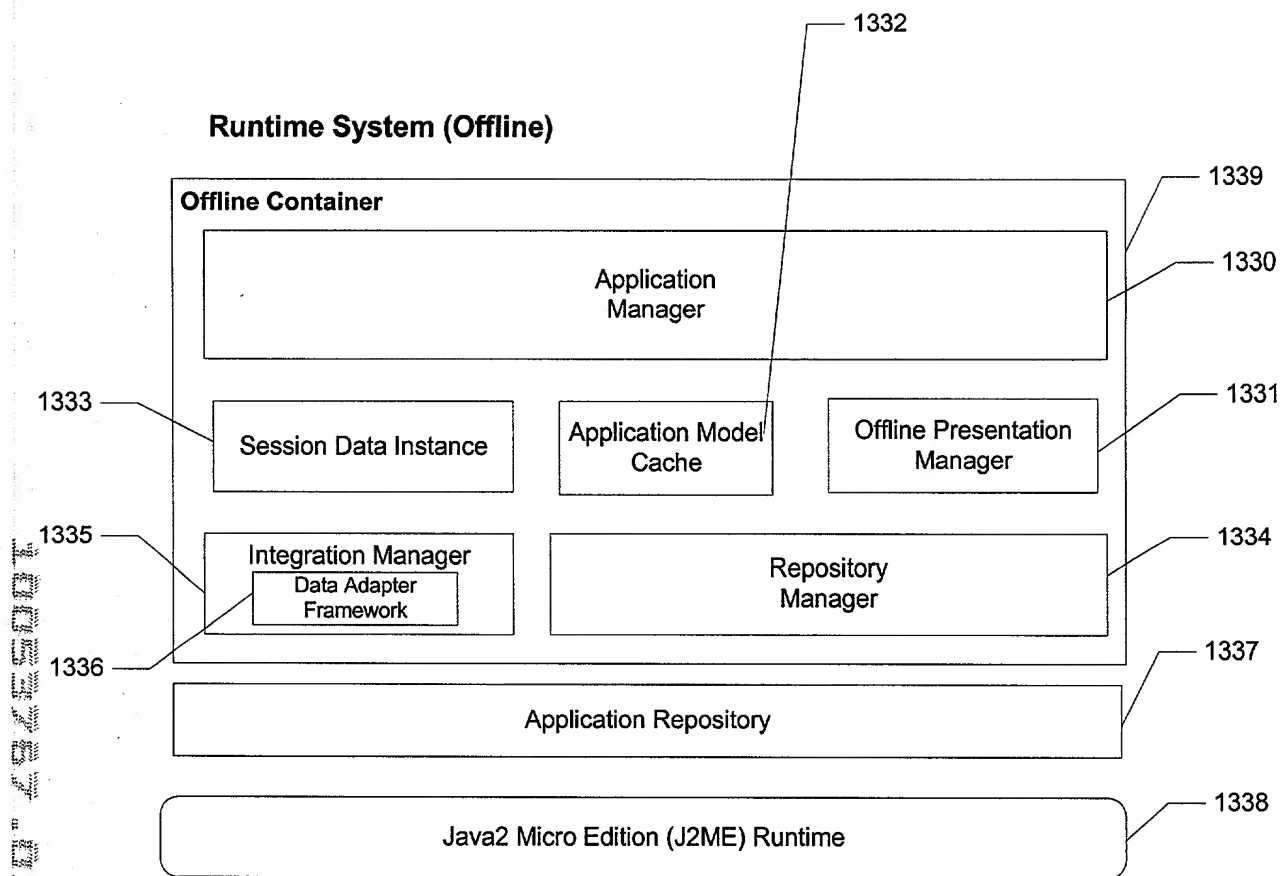 1332
Runtime System (Offline)
1339
Offline Container
1330
Application
Manager
1333
1331
Session Data Instance
Application Model
Cache
Offline Presentation
Manager
1335
1334
Integration Manager
Data Adapter
Framework
Repository
Manager
1336
1337
Application Repository
1338
Java2 Micro Edition (J2ME) Runtime